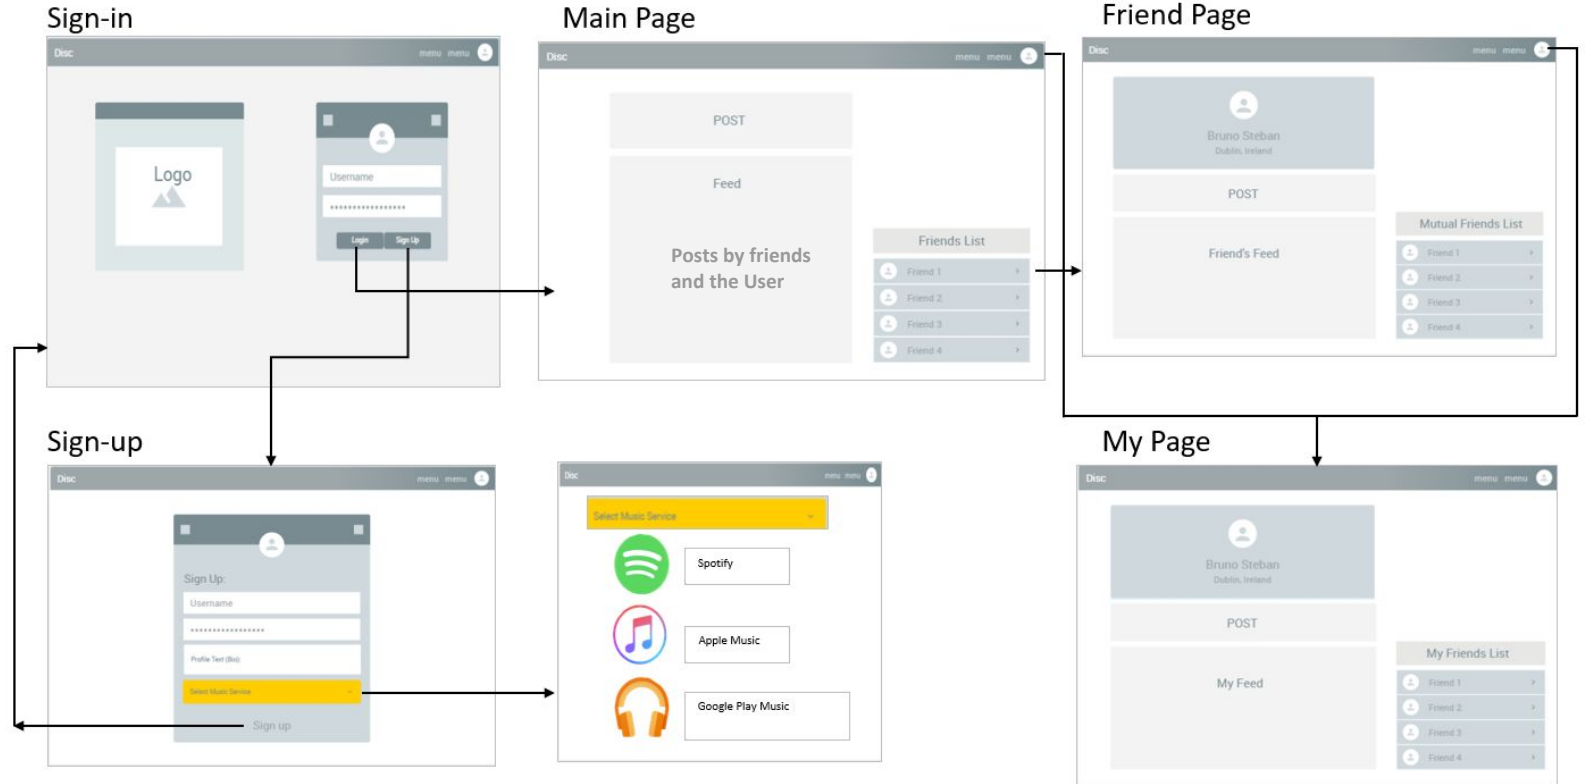 Sign-in
Disc
menu menu
Logo
Username
*****************
Login
Sign Up
Main Page
Disc
menu menu
POST
Feed
Posts by friends
and the User
Friends List
Friend 1
Friend 2
Friend 3
Friend 4
Friend Page
Disc
menu menu
Bruno Steban
Dublin, Ireland
POST
Friend's Feed
Mutual Friends List
Friend 1
Friend 2
Friend 3
Friend 4
Sign-up
Disc
menu menu
Sign Up:
Username
*****************
Profile Text (Bio):
Select Music Service
Sign up
Disc
menu menu
Select Music Service
Spotify
Apple Music
Google Play Music
My Page
Disc
menu menu
Bruno Steban
Dublin, Ireland
POST
My Feed
My Friends List
Friend 1
Friend 2
Friend 3
Friend 4